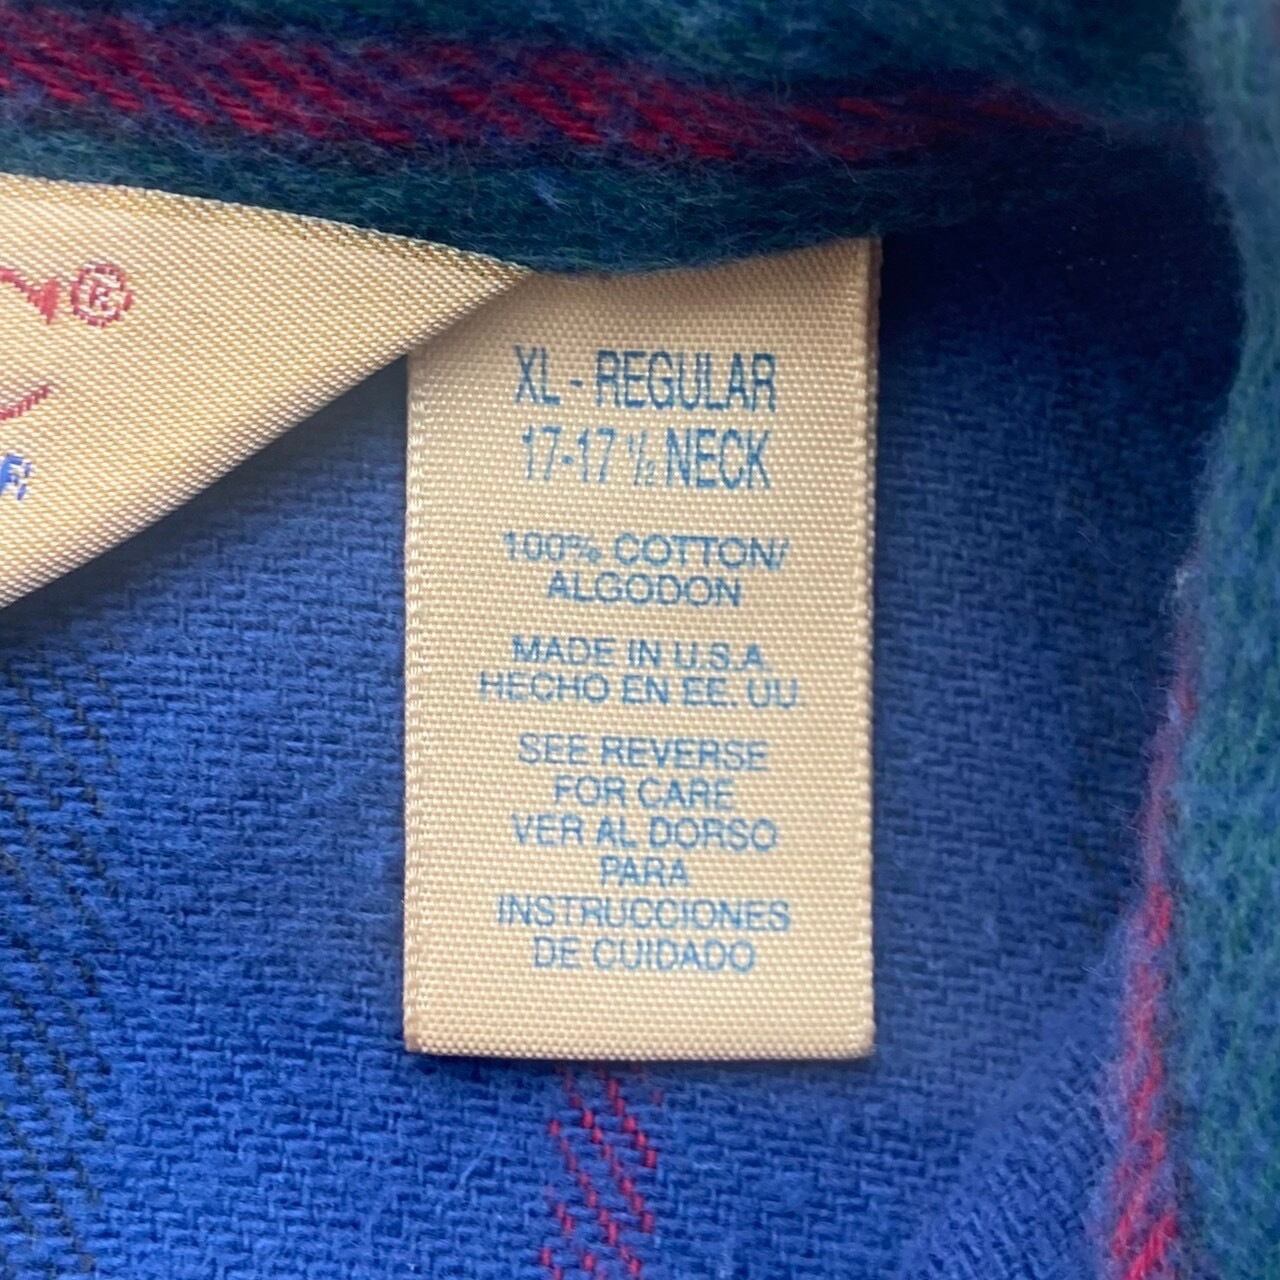 ®
XL - REGULAR
17-17 ½ NECK
100% COTTON/
ALGODON
MADE IN U.S.A.
HECHO EN EE. UU
SEE REVERSE
FOR CARE
VER AL DORSO
PARA
INSTRUCCIONES
DE CUIDADO